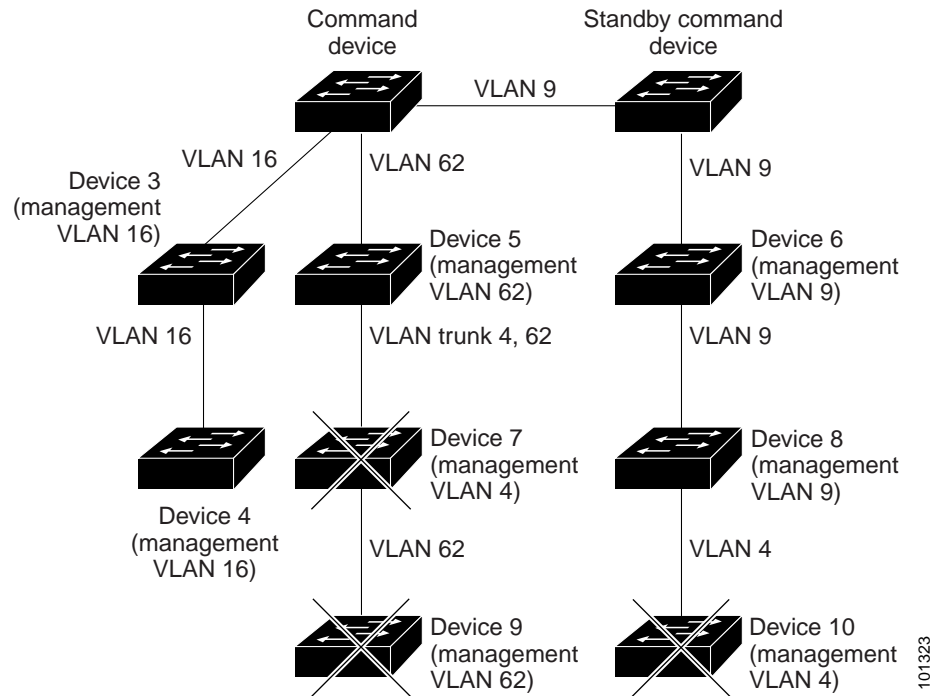 Command
device
Standby command
device
VLAN 9
VLAN 16
VLAN 62
VLAN 9
Device 3
(management
VLAN 16)
Device 5
(management
VLAN 62)
Device 6
(management
VLAN 9)
VLAN 16
VLAN trunk 4, 62
VLAN 9
Device 4
(management
VLAN 16)
Device 7
(management
VLAN 4)
Device 8
(management
VLAN 9)
VLAN 62
VLAN 4
Device 9
(management
VLAN 62)
Device 10
(management
VLAN 4)
101323